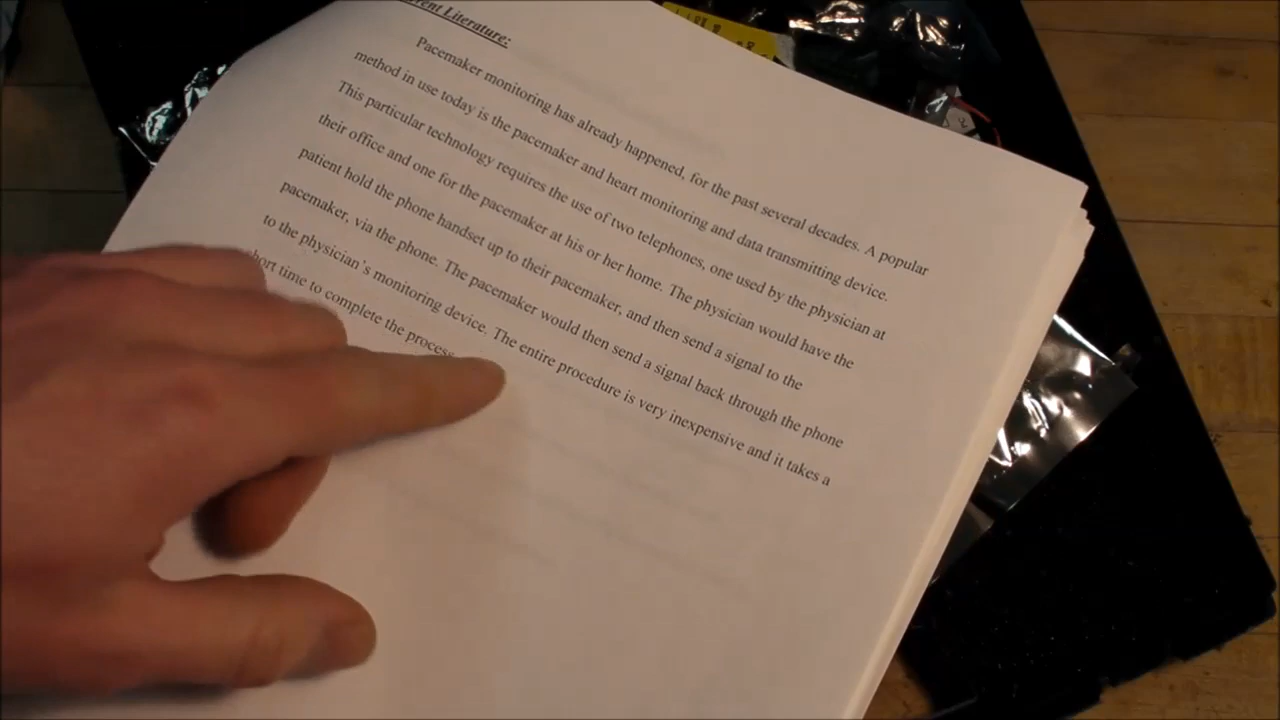 rent Literature:
Pacemaker monitoring has already happened, for the past several decades. A popular
method in use today is the pacemaker and heart monitoring and data transmitting device.
This particular technology requires the use of two telephones, one used by the physician at
their office and one for the pacemaker at his or her home. The physician would have the
patient hold the phone handset up to their pacemaker, and then send a signal to the
pacemaker, via the phone. The pacemaker would then send a signal back through the phone
to the physician's monitoring device. The entire procedure is very inexpensive and it takes a
hort time to complete the process